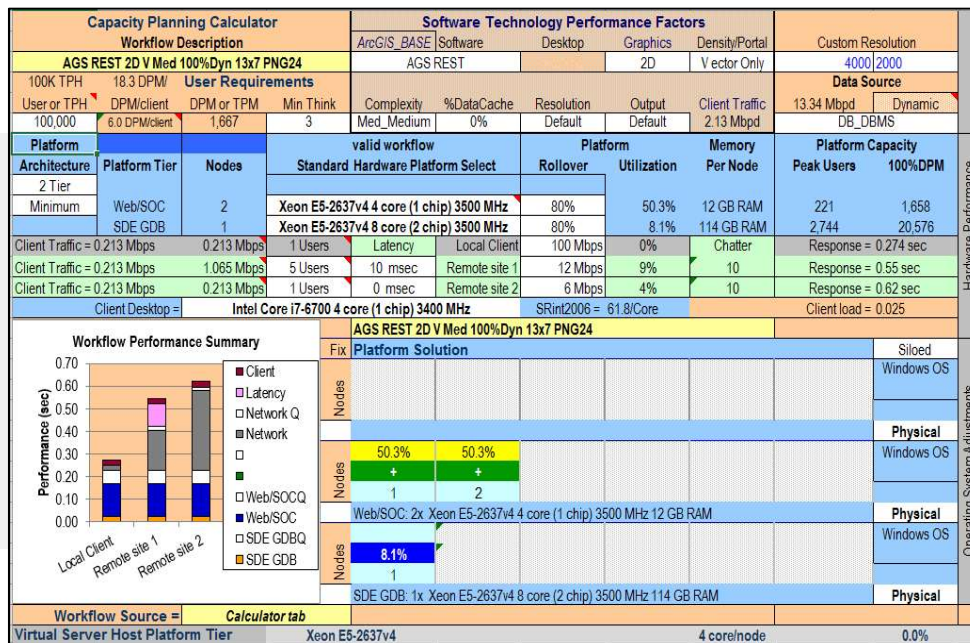 Capacity Planning Calculator Software Technology Performance Factors
Workflow Description ArcGIS_BASE Software Desktop Graphics Density/Portal Custom Resolution
AGS REST 2D V Med 100%Dyn 13x7 PNG24 AGS REST 2D Vector Only 4000 2000
100K TPH 18.3 DPM/ User Requirements Data Source
User or TPH DPM/client DPM or TPM Min Think Complexity %DataCache Resolution Output Client Traffic 13.34 Mbpd Dynamic
100,000 6.0 DPM/client 1,667 3 Med_Medium 0% Default Default 2.13 Mbpd DB_DBMS
Platform valid workflow Platform Memory Platform Capacity
Architecture Platform Tier Nodes Standard Hardware Platform Select Rollover Utilization Per Node Peak Users 100%DPM
2 Tier
Minimum Web/SOC 2 Xeon E5-2637v4 4 core (1 chip) 3500 MHz 80% 50.3% 12 GB RAM 221 1,658
SDE GDB 1 Xeon E5-2637v4 8 core (2 chip) 3500 MHz 80% 8.1% 114 GB RAM 2,744 20,576
Client Traffic = 0.213 Mbps 0.213 Mbps 1 Users Latency Local Client 100 Mbps 0% Chatter Response = 0.274 sec
Client Traffic = 0.213 Mbps 1.065 Mbps 5 Users 10 msec Remote site 1 12 Mbps 9% 10 Response = 0.55 sec
Client Traffic = 0.213 Mbps 0.213 Mbps 1 Users 0 msec Remote site 2 6 Mbps 4% 10 Response = 0.62 sec
Client Desktop = Intel Core i7-6700 4 core (1 chip) 3400 MHz SRint2006 = 61.8/Core Client load = 0.025
Hardware Performance
AGS REST 2D V Med 100%Dyn 13x7 PNG24
Workflow Performance Summary
Performance (sec)
0.70
0.60
0.50
0.40
0.30
0.20
0.10
0.00
Local Client
Remote site 1
Remote site 2
Client
Latency
Network Q
Network
Web/SOCQ
Web/SOC
SDE GDBQ
SDE GDB
Fix Platform Solution Siloed
Nodes Windows OS
Physical
50.3% 50.3% Windows OS
+ +
Nodes 1 2
Web/SOC: 2x Xeon E5-2637v4 4 core (1 chip) 3500 MHz 12 GB RAM Physical
Windows OS
8.1%
Nodes 1
SDE GDB: 1x Xeon E5-2637v4 8 core (2 chip) 3500 MHz 114 GB RAM Physical
Operating System Adjustments
Workflow Source = Calculator tab
Virtual Server Host Platform Tier Xeon E5-2637v4 4 core/node 0.0%